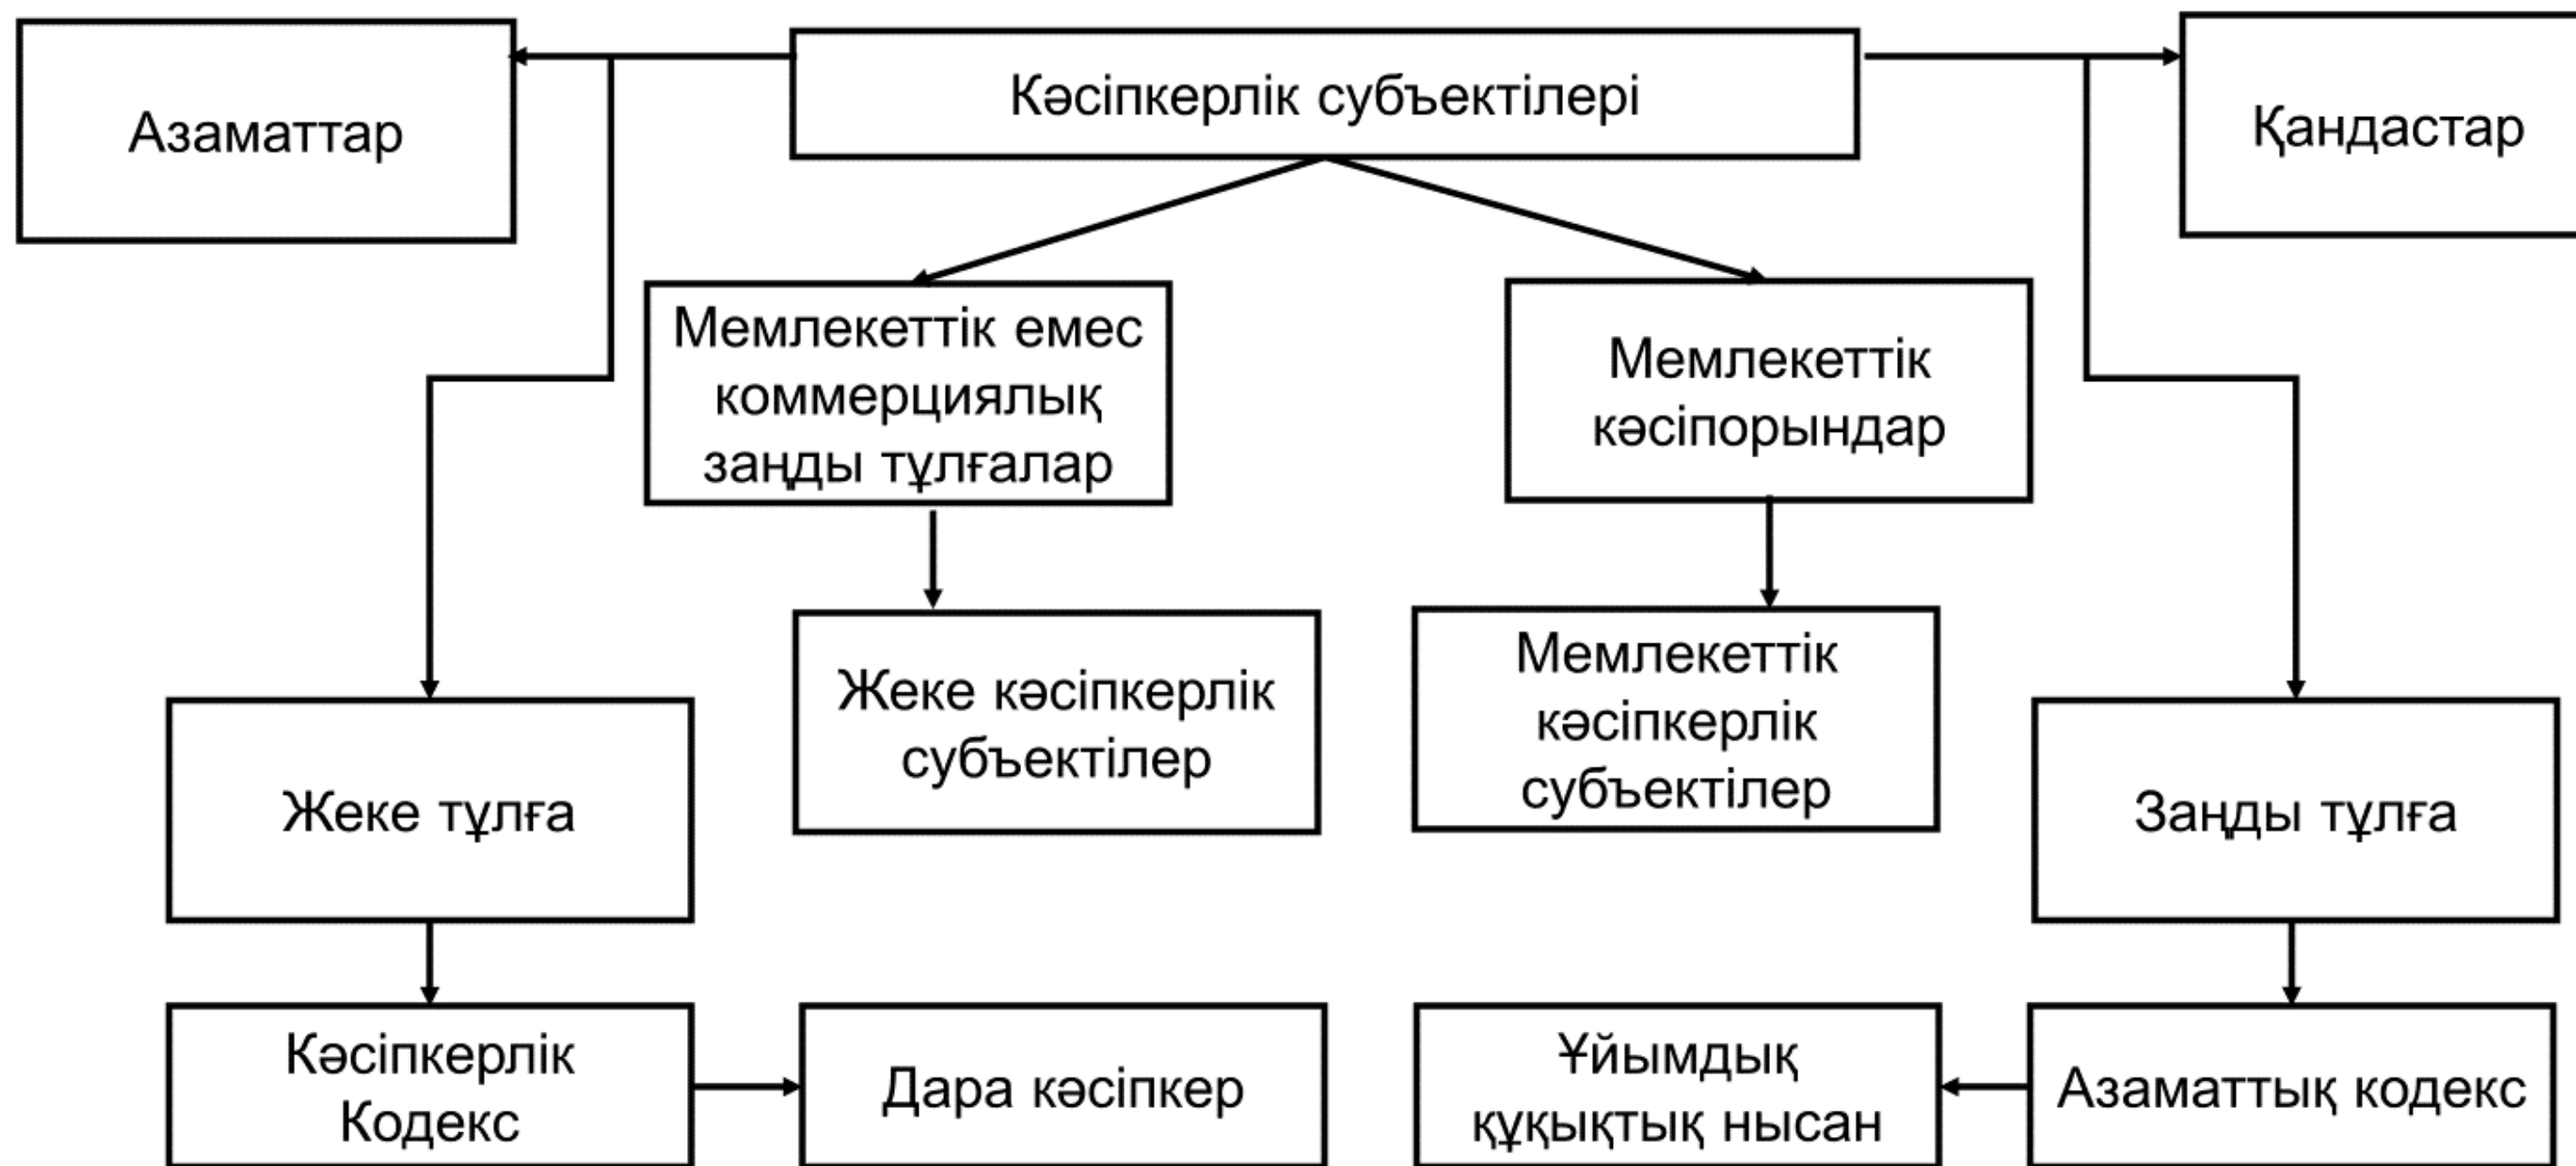 Азаматтар
Кәсіпкерлік субъектілері
Қандастар
Мемлекеттік емес
коммерциялық
заңды тұлғалар
Мемлекеттік
кәсіпорындар
Жеке кәсіпкерлік
субъектілер
Мемлекеттік
кәсіпкерлік
субъектілер
Жеке тұлға
Заңды тұлға
Кәсіпкерлік
Кодекс
Дара кәсіпкер
Ұйымдық
құқықтық нысан
Азаматтық кодекс